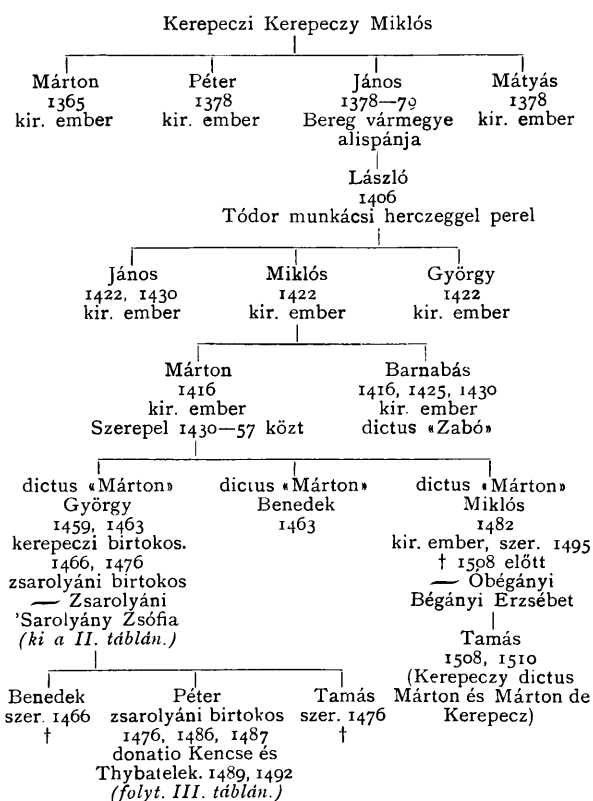 Kerepeczi Kerepeczy Miklós
Márton
1365
kir. ember
Péter
1378
kir. ember
János
1378—79
Bereg vármegye
alispánja
Mátyás
1378
kir. ember
László
1406
Tódor munkácsi herczeggel perel
János
1422, 1430
kir. ember
Miklós
1422
kir. ember
György
1422
kir. ember
Márton
1416
kir. ember
Szerepel 1430—57 közt
Barnabás
1416, 1425, 1430
kir. ember
dictus «Zabó»
dictus «Márton»
György
1459, 1463
kerepeczi birtokos.
1466, 1476
zsarolyáni birtokos
— Zsarolyáni
'Sarolyány Zsófia
(ki a II. táblán.)
dictus «Márton»
Benedek
1463
dictus «Márton»
Miklós
1482
kir. ember, szer. 1495
† 1508 előtt
— Óbégányi
Bégányi Erzsébet
Tamás
1508, 1510
(Kerepeczy dictus
Márton és Márton de
Kerepecz)
Benedek
szer. 1466
†
Péter
zsarolyáni birtokos
1476, 1486, 1487
donatio Kencse és
Thybatelek. 1489, 1492
(folyt. III. táblán.)
Tamás
szer. 1476
†